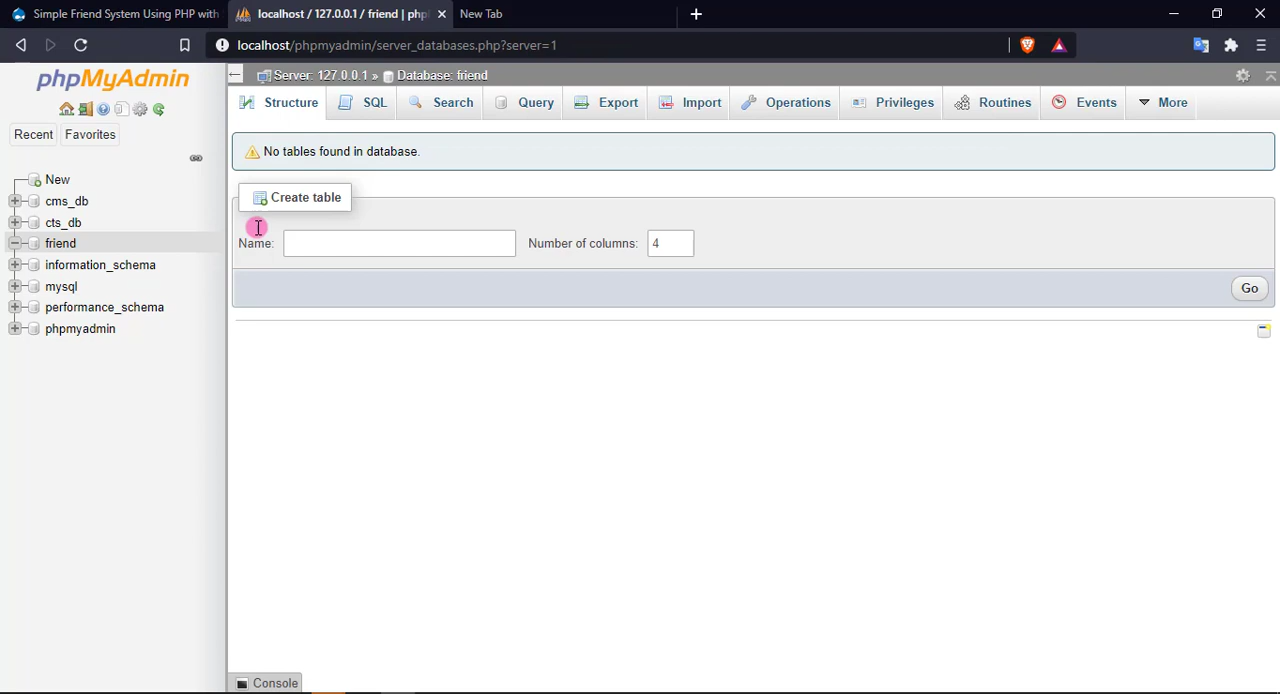 Simple Friend System Using PHP with
localhost / 127.0.0.1 / friend | php
New Tab
localhost/phpmyadmin/server_databases.php?server=1
phpMyAdmin
Recent
Favorites
New
cms_db
cts_db
friend
information_schema
mysql
performance_schema
phpmyadmin
Server: 127.0.0.1 » Database: friend
Structure
SQL
Search
Query
Export
Import
Operations
Privileges
Routines
Events
More
No tables found in database.
Create table
Name:
Number of columns: 4
Go
Console